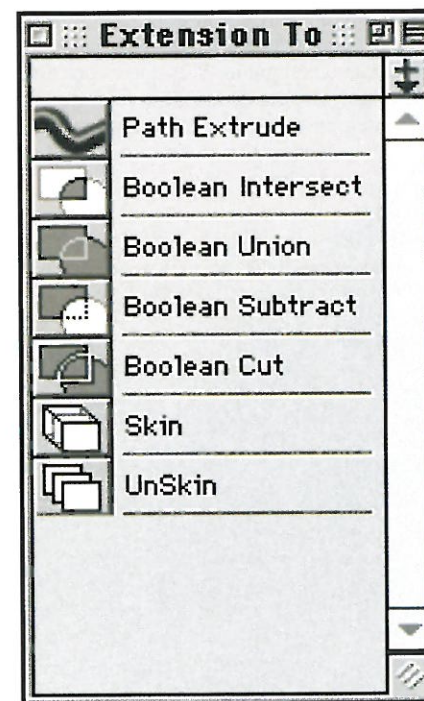 Extension To
Path Extrude
Boolean Intersect
Boolean Union
Boolean Subtract
Boolean Cut
Skin
UnSkin